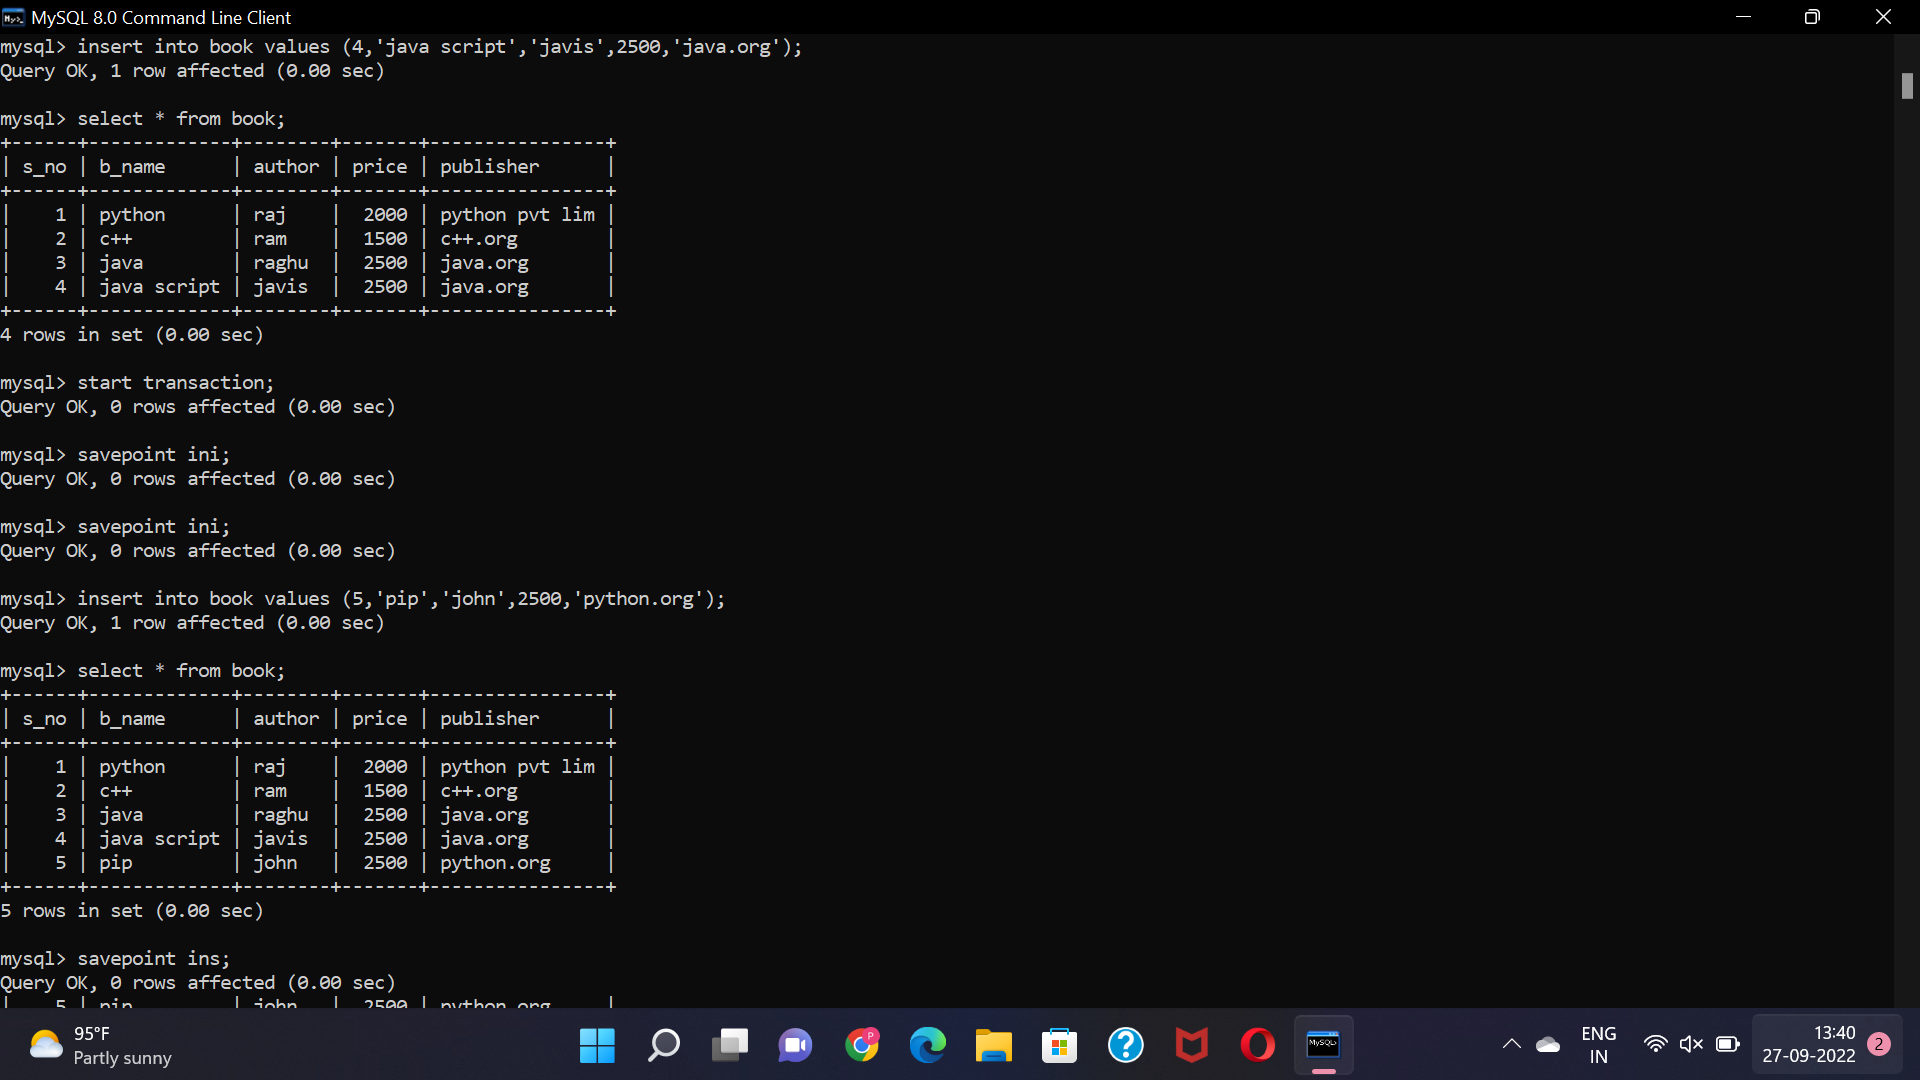 MySQL 8.0 Command Line Client
mysql> insert into book values (4,'java script','javis',2500,'java.org');
Query OK, 1 row affected (0.00 sec)
mysql> select * from book;
+------+-------------+--------+-------+----------------+
| s_no | b_name      | author | price | publisher      |
+------+-------------+--------+-------+----------------+
|    1 | python      | raj    |  2000 | python pvt lim |
|    2 | c++         | ram    |  1500 | c++.org        |
|    3 | java        | raghu  |  2500 | java.org       |
|    4 | java script | javis  |  2500 | java.org       |
+------+-------------+--------+-------+----------------+
4 rows in set (0.00 sec)
mysql> start transaction;
Query OK, 0 rows affected (0.00 sec)
mysql> savepoint ini;
Query OK, 0 rows affected (0.00 sec)
mysql> savepoint ini;
Query OK, 0 rows affected (0.00 sec)
mysql> insert into book values (5,'pip','john',2500,'python.org');
Query OK, 1 row affected (0.00 sec)
mysql> select * from book;
+------+-------------+--------+-------+----------------+
| s_no | b_name      | author | price | publisher      |
+------+-------------+--------+-------+----------------+
|    1 | python      | raj    |  2000 | python pvt lim |
|    2 | c++         | ram    |  1500 | c++.org        |
|    3 | java        | raghu  |  2500 | java.org       |
|    4 | java script | javis  |  2500 | java.org       |
|    5 | pip         | john   |  2500 | python.org     |
+------+-------------+--------+-------+----------------+
5 rows in set (0.00 sec)
mysql> savepoint ins;
Query OK, 0 rows affected (0.00 sec)
|    5 | pip         | john   |  2500 | python.org     |
95°F
Partly sunny
P
?
MySQL>
ENG
IN
13:40
27-09-2022
2